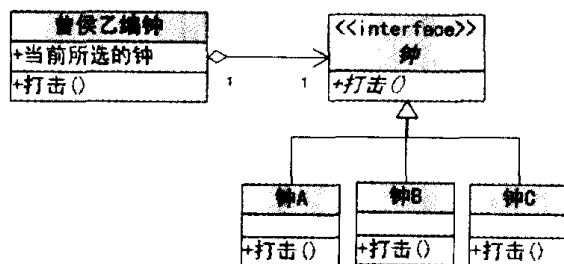 曾侯乙编钟
+当前所选的钟
+打击()
1
1
<<interface>>
钟
+打击()
钟A
+打击()
钟B
+打击()
钟C
+打击()